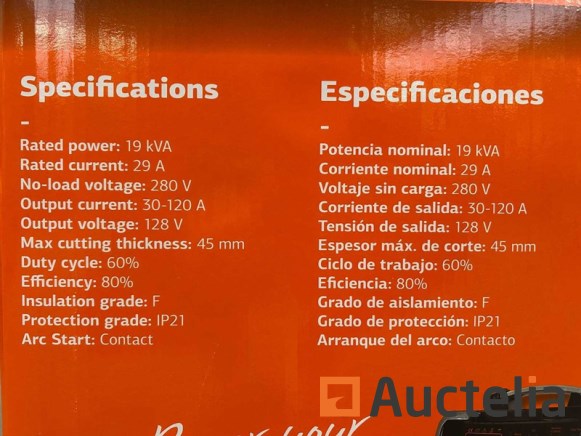 Specifications
-
Rated power: 19 kVA
Rated current: 29 A
No-load voltage: 280 V
Output current: 30-120 A
Output voltage: 128 V
Max cutting thickness: 45 mm
Duty cycle: 60%
Efficiency: 80%
Insulation grade: F
Protection grade: IP21
Arc Start: Contact
Especificaciones
-
Potencia nominal: 19 kVA
Corriente nominal: 29 A
Voltaje sin carga: 280 V
Corriente de salida: 30-120 A
Tensión de salida: 128 V
Espesor máx. de corte: 45 mm
Ciclo de trabajo: 60%
Eficiencia: 80%
Grado de aislamiento: F
Grado de protección: IP21
Arranque del arco: Contacto
Auctelia
your